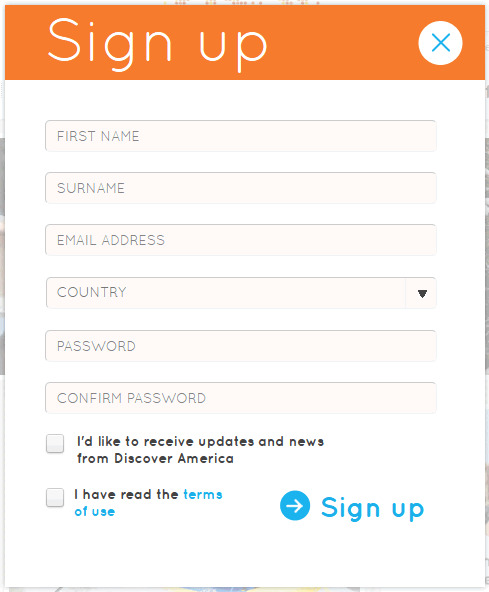 Sign up
FIRST NAME
SURNAME
EMAIL ADDRESS
COUNTRY
PASSWORD
CONFIRM PASSWORD
I'd like to receive updates and news
from Discover America
I have read the terms
of use
Sign up